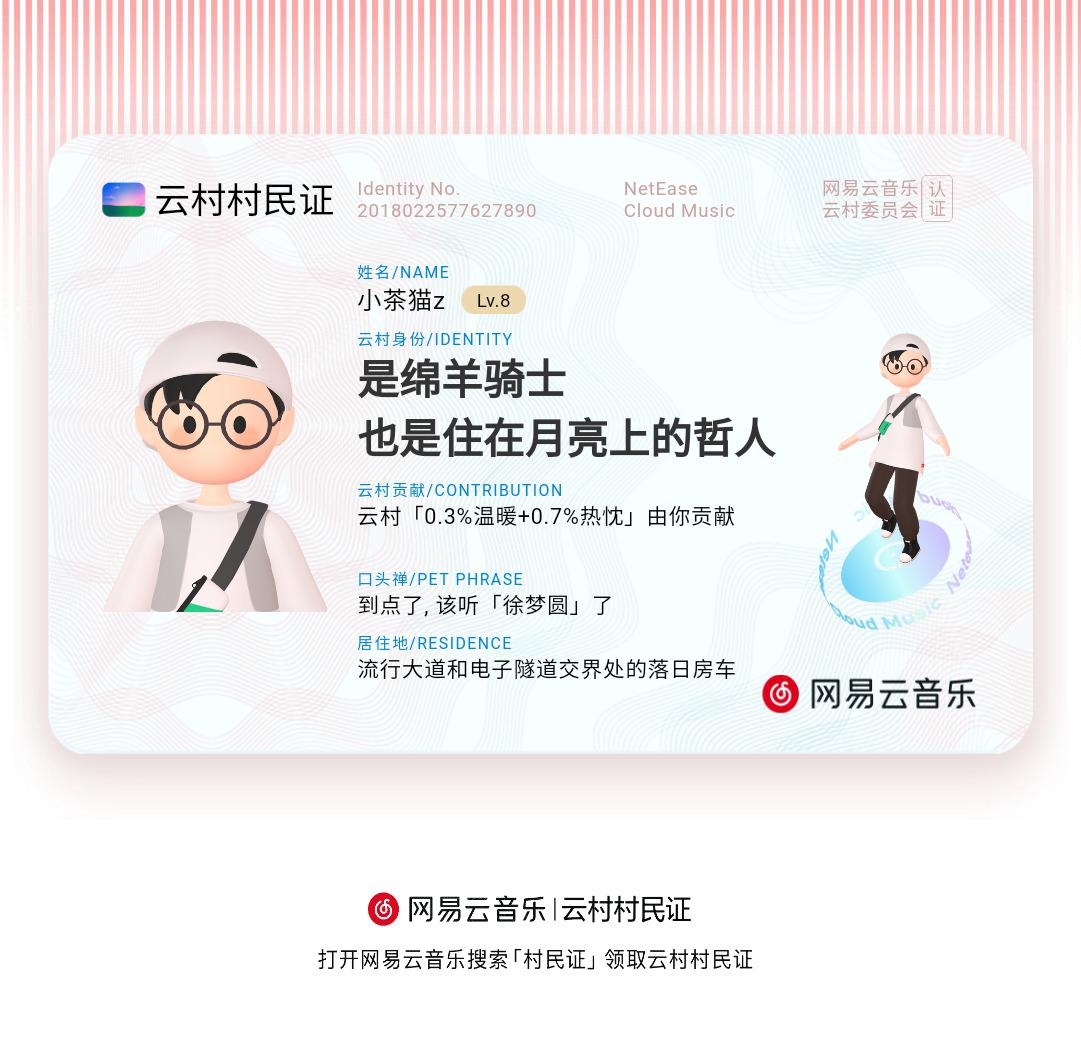 云村村民证
Identity No.
2018022577627890
NetEase
Cloud Music
网易云音乐
云村委员会
认证
姓名/NAME
小茶猫z Lv.8
云村身份/IDENTITY
是绵羊骑士
也是住在月亮上的哲人
云村贡献/CONTRIBUTION
云村「0.3%温暖+0.7%热忱」由你贡献
口头禅/PET PHRASE
到点了, 该听「徐梦圆」了
居住地/RESIDENCE
流行大道和电子隧道交界处的落日房车
Cloud Music
网易云音乐
网易云音乐|云村村民证
打开网易云音乐搜索「村民证」领取云村村民证